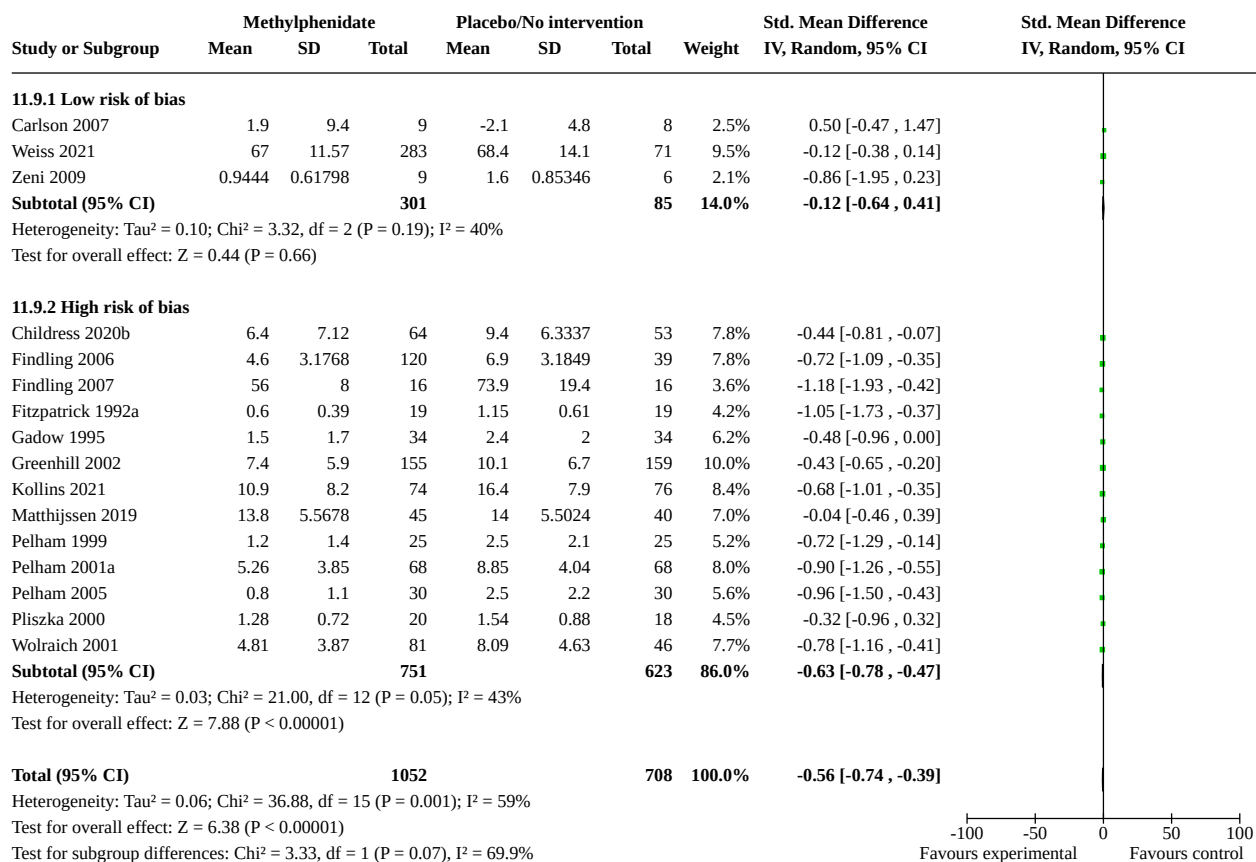 Methylphenidate Placebo/No intervention Std. Mean Difference Std. Mean Difference
Study or Subgroup Mean SD Total Mean SD Total Weight IV, Random, 95% CI IV, Random, 95% CI
11.9.1 Low risk of bias
Carlson 2007 1.9 9.4 9 -2.1 4.8 8 2.5% 0.50 [-0.47 , 1.47]
Weiss 2021 67 11.57 283 68.4 14.1 71 9.5% -0.12 [-0.38 , 0.14]
Zeni 2009 0.9444 0.61798 9 1.6 0.85346 6 2.1% -0.86 [-1.95 , 0.23]
Subtotal (95% CI) 301 85 14.0% -0.12 [-0.64 , 0.41]
Heterogeneity: Tau² = 0.10; Chi² = 3.32, df = 2 (P = 0.19); I² = 40%
Test for overall effect: Z = 0.44 (P = 0.66)
11.9.2 High risk of bias
Childress 2020b 6.4 7.12 64 9.4 6.3337 53 7.8% -0.44 [-0.81 , -0.07]
Findling 2006 4.6 3.1768 120 6.9 3.1849 39 7.8% -0.72 [-1.09 , -0.35]
Findling 2007 56 8 16 73.9 19.4 16 3.6% -1.18 [-1.93 , -0.42]
Fitzpatrick 1992a 0.6 0.39 19 1.15 0.61 19 4.2% -1.05 [-1.73 , -0.37]
Gadow 1995 1.5 1.7 34 2.4 2 34 6.2% -0.48 [-0.96 , 0.00]
Greenhill 2002 7.4 5.9 155 10.1 6.7 159 10.0% -0.43 [-0.65 , -0.20]
Kollins 2021 10.9 8.2 74 16.4 7.9 76 8.4% -0.68 [-1.01 , -0.35]
Matthijssen 2019 13.8 5.5678 45 14 5.5024 40 7.0% -0.04 [-0.46 , 0.39]
Pelham 1999 1.2 1.4 25 2.5 2.1 25 5.2% -0.72 [-1.29 , -0.14]
Pelham 2001a 5.26 3.85 68 8.85 4.04 68 8.0% -0.90 [-1.26 , -0.55]
Pelham 2005 0.8 1.1 30 2.5 2.2 30 5.6% -0.96 [-1.50 , -0.43]
Pliszka 2000 1.28 0.72 20 1.54 0.88 18 4.5% -0.32 [-0.96 , 0.32]
Wolraich 2001 4.81 3.87 81 8.09 4.63 46 7.7% -0.78 [-1.16 , -0.41]
Subtotal (95% CI) 751 623 86.0% -0.63 [-0.78 , -0.47]
Heterogeneity: Tau² = 0.03; Chi² = 21.00, df = 12 (P = 0.05); I² = 43%
Test for overall effect: Z = 7.88 (P < 0.00001)
Total (95% CI) 1052 708 100.0% -0.56 [-0.74 , -0.39]
Heterogeneity: Tau² = 0.06; Chi² = 36.88, df = 15 (P = 0.001); I² = 59%
Test for overall effect: Z = 6.38 (P < 0.00001) -100 -50 0 50 100
Test for subgroup differences: Chi² = 3.33, df = 1 (P = 0.07), I² = 69.9% Favours experimental Favours control